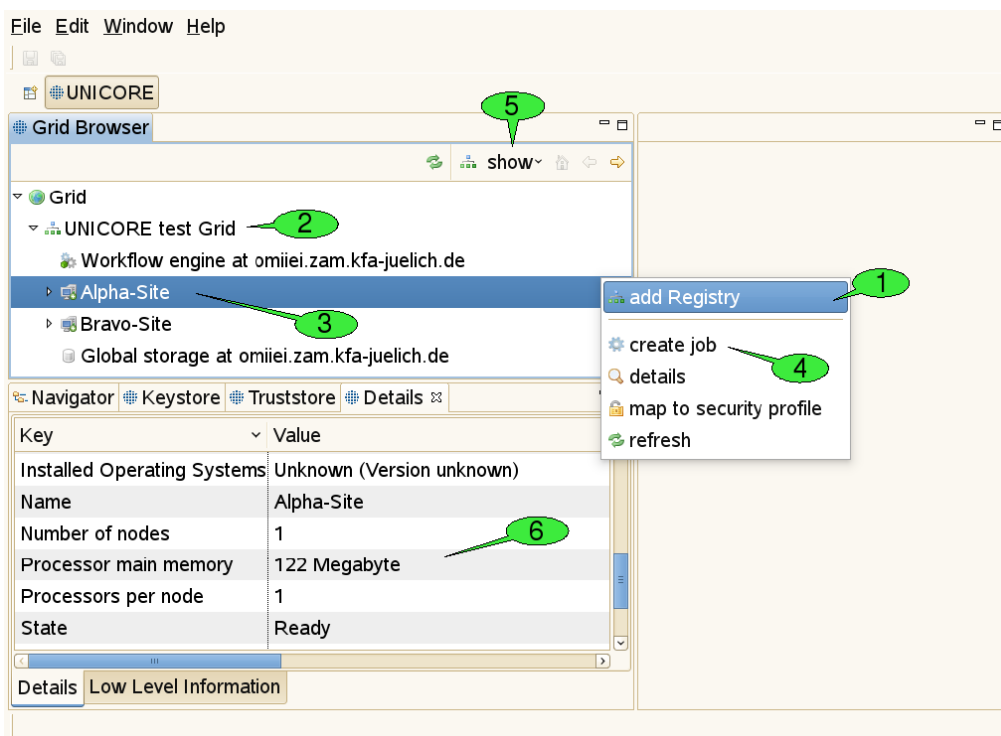 File Edit Window Help
UNICORE
5
Grid Browser
show
Grid
UNICORE test Grid
2
Workflow engine at omiiei.zam.kfa-juelich.de
Alpha-Site
3
Bravo-Site
Global storage at omiiei.zam.kfa-juelich.de
add Registry
1
create job
4
details
map to security profile
refresh
Navigator Keystore Truststore Details
Key Value
Installed Operating Systems Unknown (Version unknown)
Name Alpha-Site
Number of nodes 1
6
Processor main memory 122 Megabyte
Processors per node 1
State Ready
Details Low Level Information